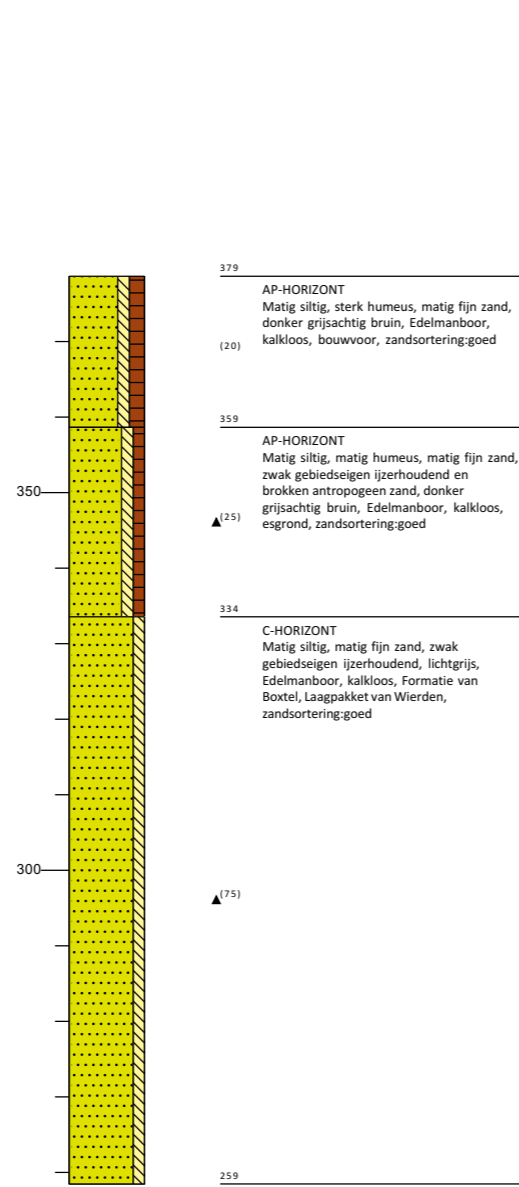 379
AP-HORIZONT
Matig siltig, sterk humeus, matig fijn zand,
donker grijsachtig bruin, Edelmanboor,
kalkloos, bouwvoor, zandsortering:goed
(20)
359
AP-HORIZONT
Matig siltig, matig humeus, matig fijn zand,
zwak gebiedseigen ijzerhoudend en
brokken antropogeen zand, donker
grijsachtig bruin, Edelmanboor, kalkloos,
esgrond, zandsortering:goed
350
▲(25)
334
C-HORIZONT
Matig siltig, matig fijn zand, zwak
gebiedseigen ijzerhoudend, lichtgrijs,
Edelmanboor, kalkloos, Formatie van
Boxtel, Laagpakket van Wierden,
zandsortering:goed
300
▲(75)
259